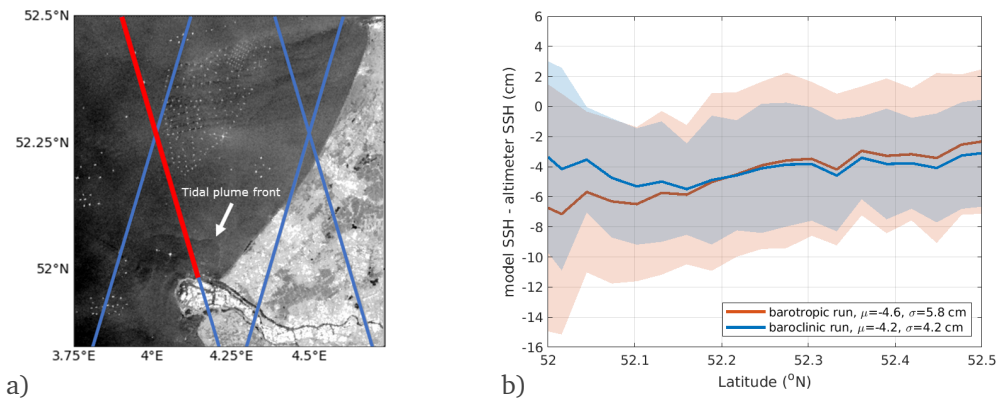 52.5°N
52.25°N
52°N
3.75°E
4°E
4.25°E
4.5°E
Tidal plume front
a)
6
4
2
0
-2
-4
-6
-8
-10
-12
-14
-16
model SSH - altimeter SSH (cm)
52
52.1
52.2
52.3
52.4
52.5
Latitude (°N)
barotropic run, μ=-4.6, σ=5.8 cm
baroclinic run, μ=-4.2, σ=4.2 cm
b)